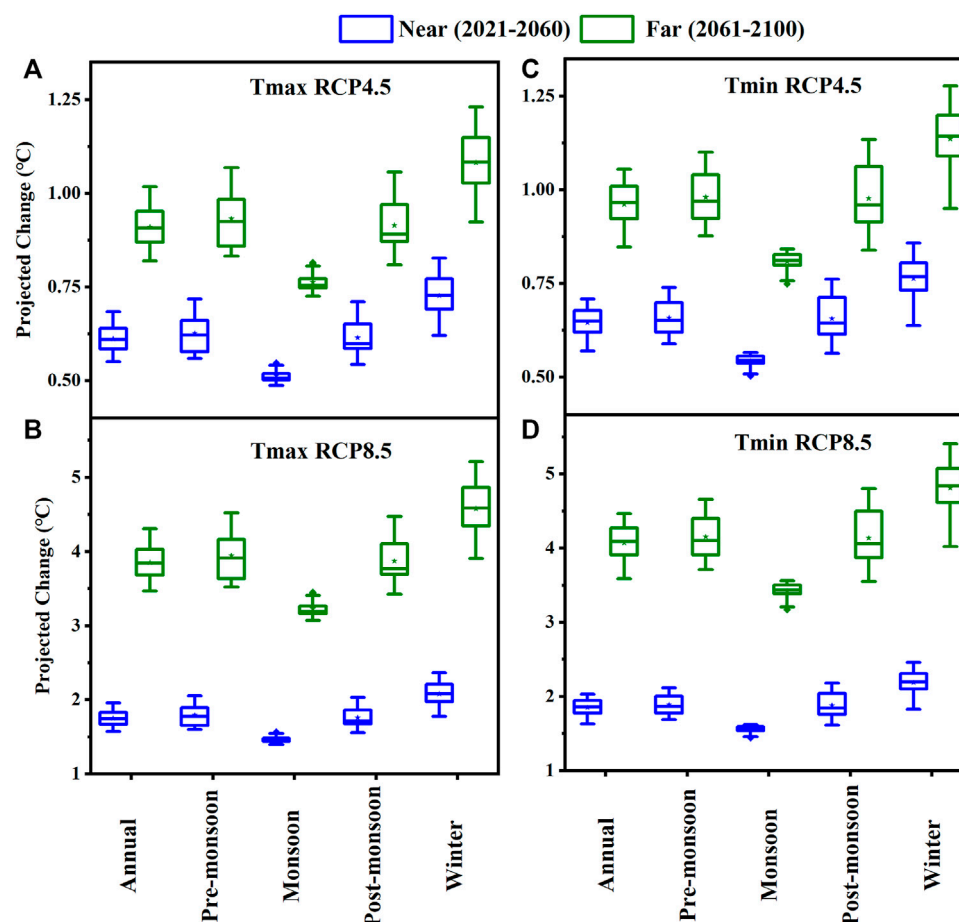 Near (2021-2060) Far (2061-2100)
A
Tmax RCP4.5
1.25
1.00
0.75
0.50
Projected Change (°C)
C
Tmin RCP4.5
1.25
1.00
0.75
0.50
B
Tmax RCP8.5
5
4
3
2
1
Projected Change (°C)
D
Tmin RCP8.5
5
4
3
2
1
Annual
Pre-monsoon
Monsoon
Post-monsoon
Winter
Annual
Pre-monsoon
Monsoon
Post-monsoon
Winter